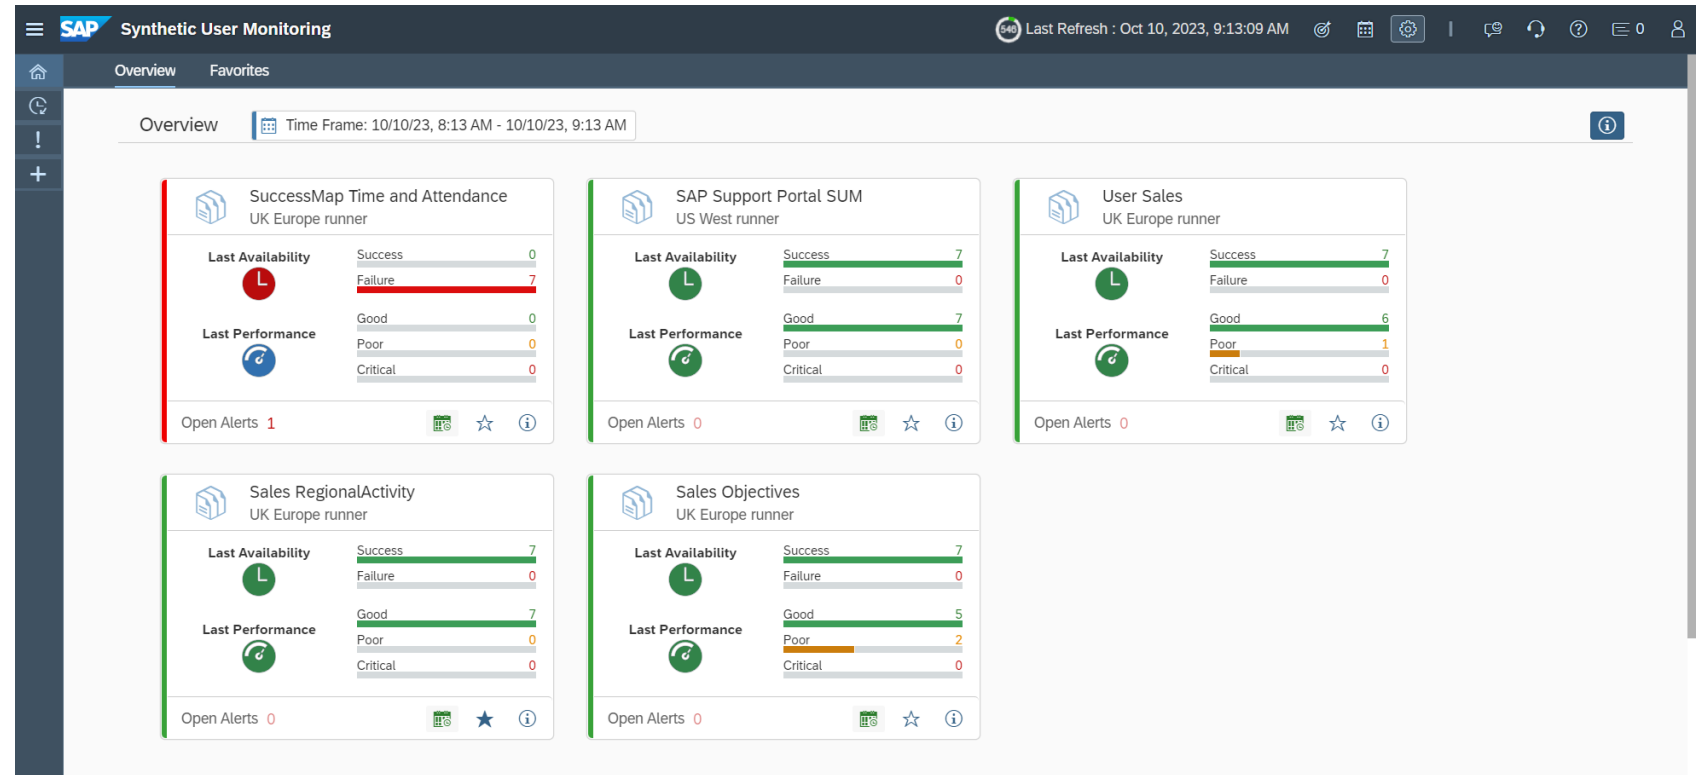 SAP Synthetic User Monitoring
546 Last Refresh : Oct 10, 2023, 9:13:09 AM
0
Overview Favorites
Overview
Time Frame: 10/10/23, 8:13 AM - 10/10/23, 9:13 AM
SuccessMap Time and Attendance
UK Europe runner
Last Availability
Success 0
Failure 7
Last Performance
Good 0
Poor 0
Critical 0
Open Alerts 1
SAP Support Portal SUM
US West runner
Last Availability
Success 7
Failure 0
Last Performance
Good 7
Poor 0
Critical 0
Open Alerts 0
User Sales
UK Europe runner
Last Availability
Success 7
Failure 0
Last Performance
Good 6
Poor 1
Critical 0
Open Alerts 0
Sales RegionalActivity
UK Europe runner
Last Availability
Success 7
Failure 0
Last Performance
Good 7
Poor 0
Critical 0
Open Alerts 0
Sales Objectives
UK Europe runner
Last Availability
Success 7
Failure 0
Last Performance
Good 5
Poor 2
Critical 0
Open Alerts 0